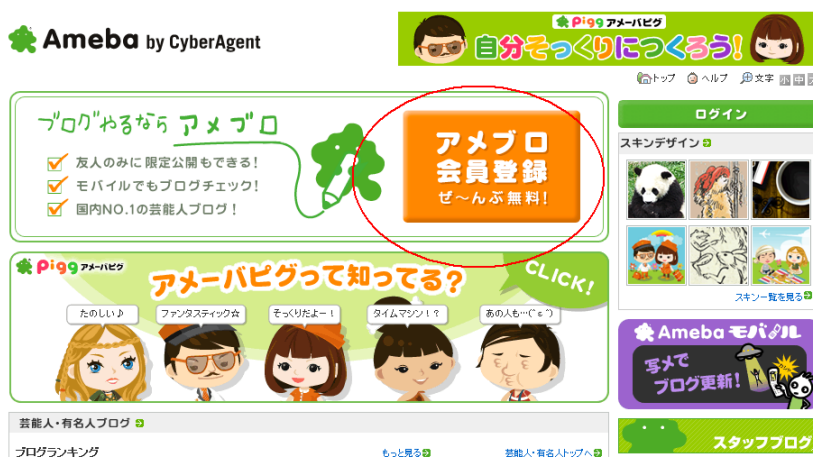 Ameba by CyberAgent
Pigg アメーバピグ
自分そっくりにつくろう!
トップ ヘルプ 文字 小 中
ブログやるなら アメブロ
友人のみに限定公開もできる!
モバイルでもブログチェック!
国内NO.1の芸能人ブログ!
アメブロ
会員登録
ぜ〜んぶ無料!
ログイン
スキンデザイン
スキン一覧を見る
Pigg アメーバピグ
アメーバピグって知ってる?
CLICK!
たのしい♪
ファンタスティック☆
そっくりだよー!
タイムマシン!?
あの人も…(˘ε˘)
Ameba モバイル
写メで
ブログ更新!
芸能人・有名人ブログ
ブログランキング
もっと見る
芸能人・有名人トップへ
スタッフブログ